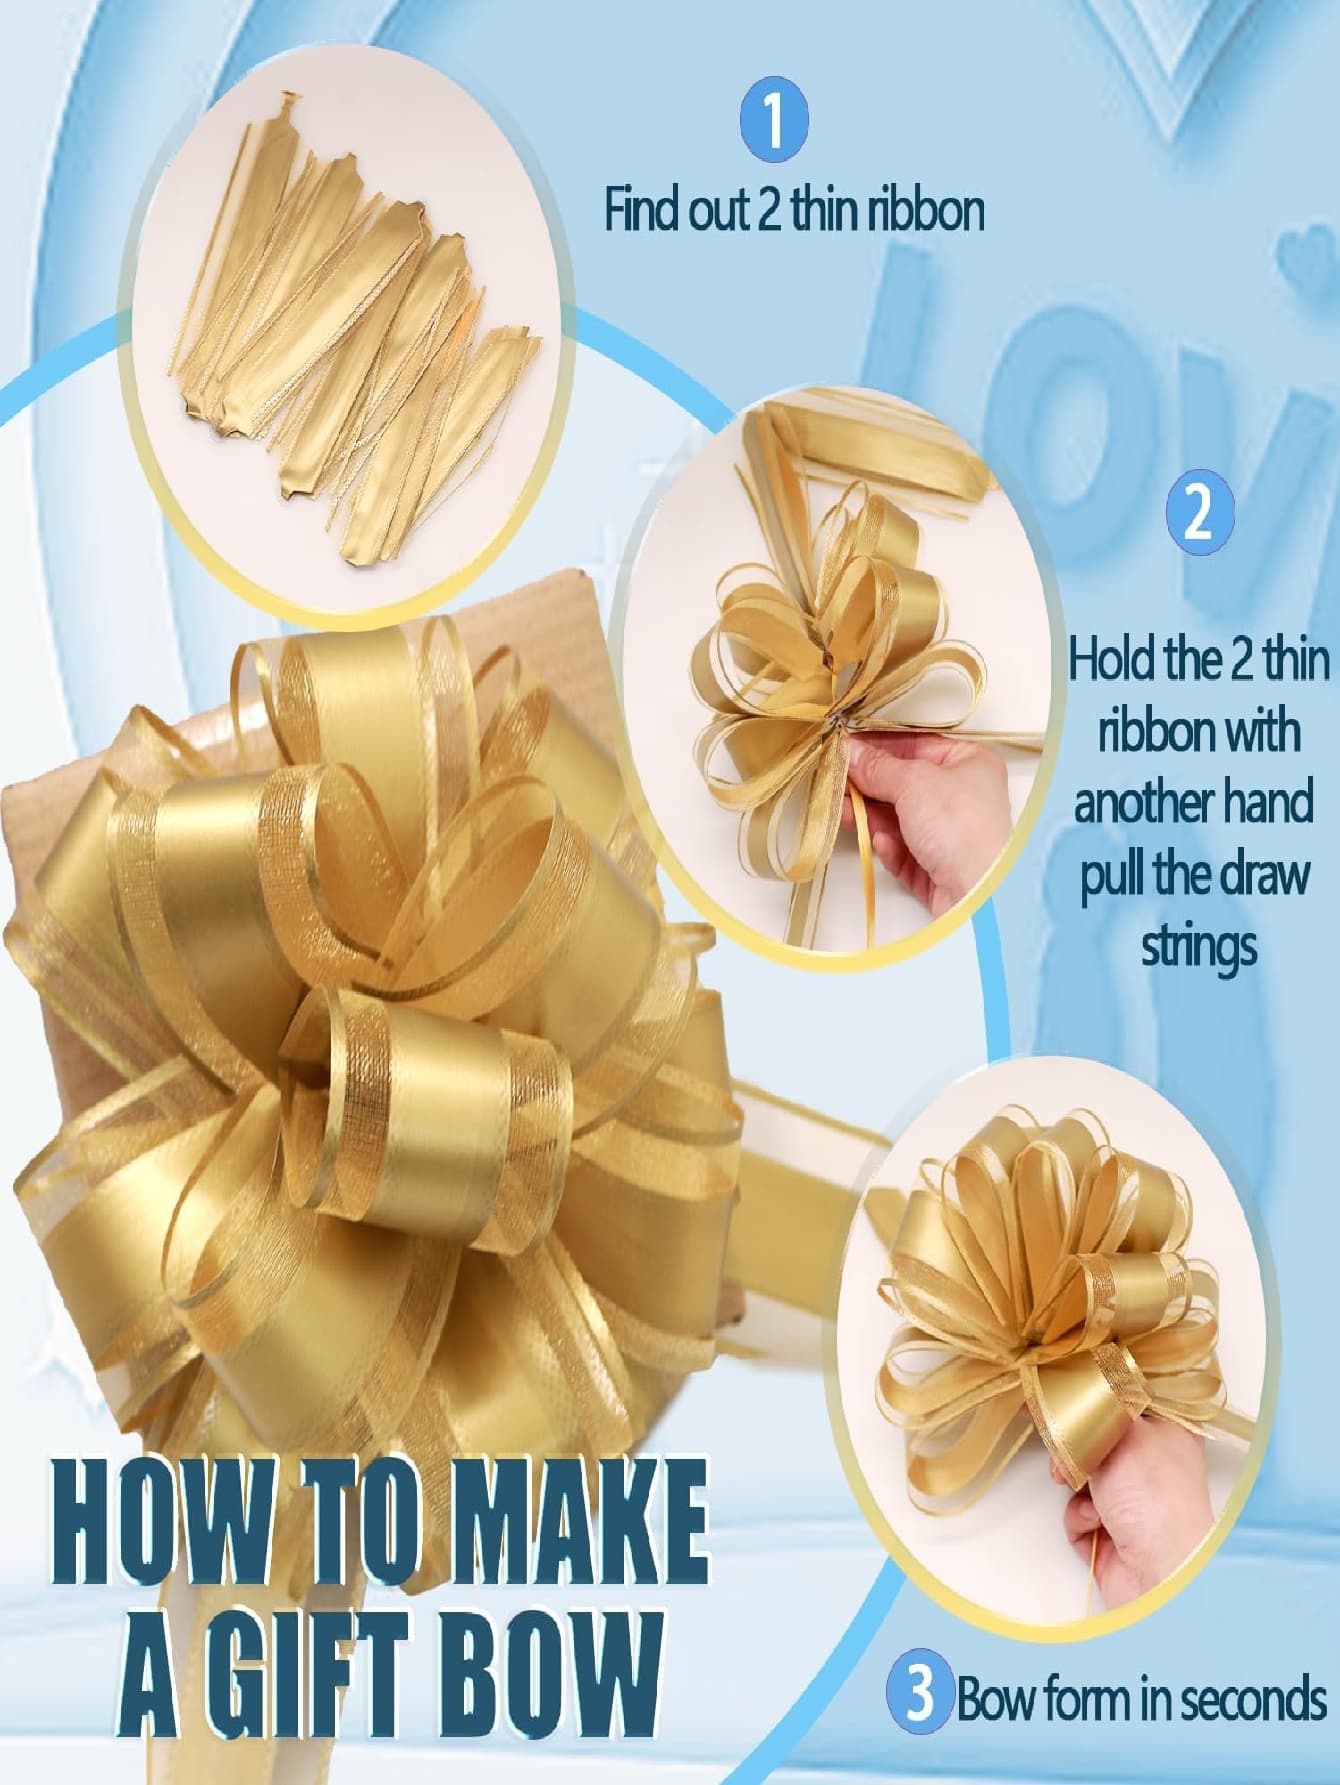 1
Find out 2 thin ribbon
2
Hold the 2 thin
ribbon with
another hand
pull the draw
strings
HOW TO MAKE
A GIFT BOW
3 Bow form in seconds